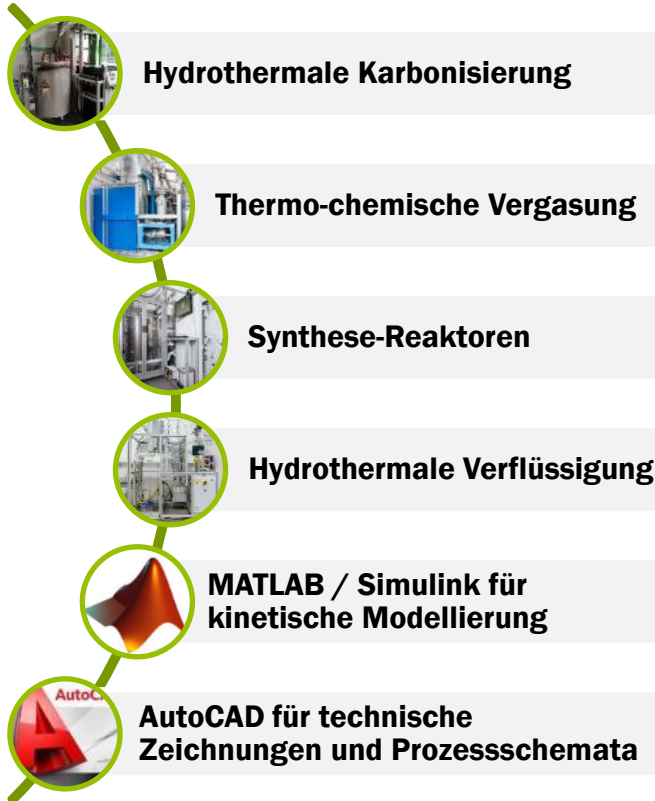 Hydrothermale Karbonisierung
Thermo-chemische Vergasung
Synthese-Reaktoren
Hydrothermale Verflüssigung
MATLAB / Simulink für
kinetische Modellierung
AutoCAD für technische
Zeichnungen und Prozessschemata